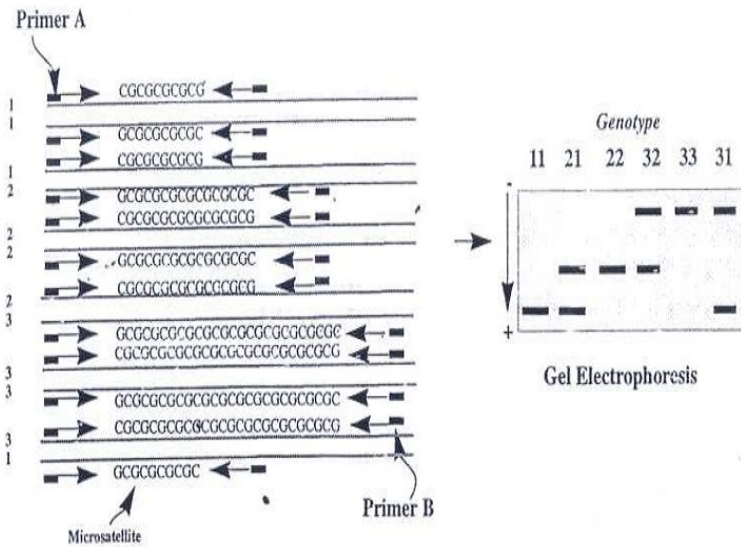 Primer A
CGCGCGCGCG
1
1
GCGCGCGCGC
CGCGCGCGCG
1
2
GCGCGCGCGCGCGCGC
CGCGCGCGCGCGCGCG
2
2
GCGCGCGCGCGCGCGC
CGCGCGCGCGCGCGCG
2
3
GCGCGCGCGCGCGCGCGCGCGCGCGC
CGCGCGCGCGCGCGCGCGCGCGCGCG
3
3
GCGCGCGCGCGCGCGCGCGCGCGCGC
CGCGCGCGCGCGCGCGCGCGCGCGCG
3
1
GCGCGCGCGC
Microsatellite
Primer B
Genotype
11 21 22 32 33 31
-
+
Gel Electrophoresis